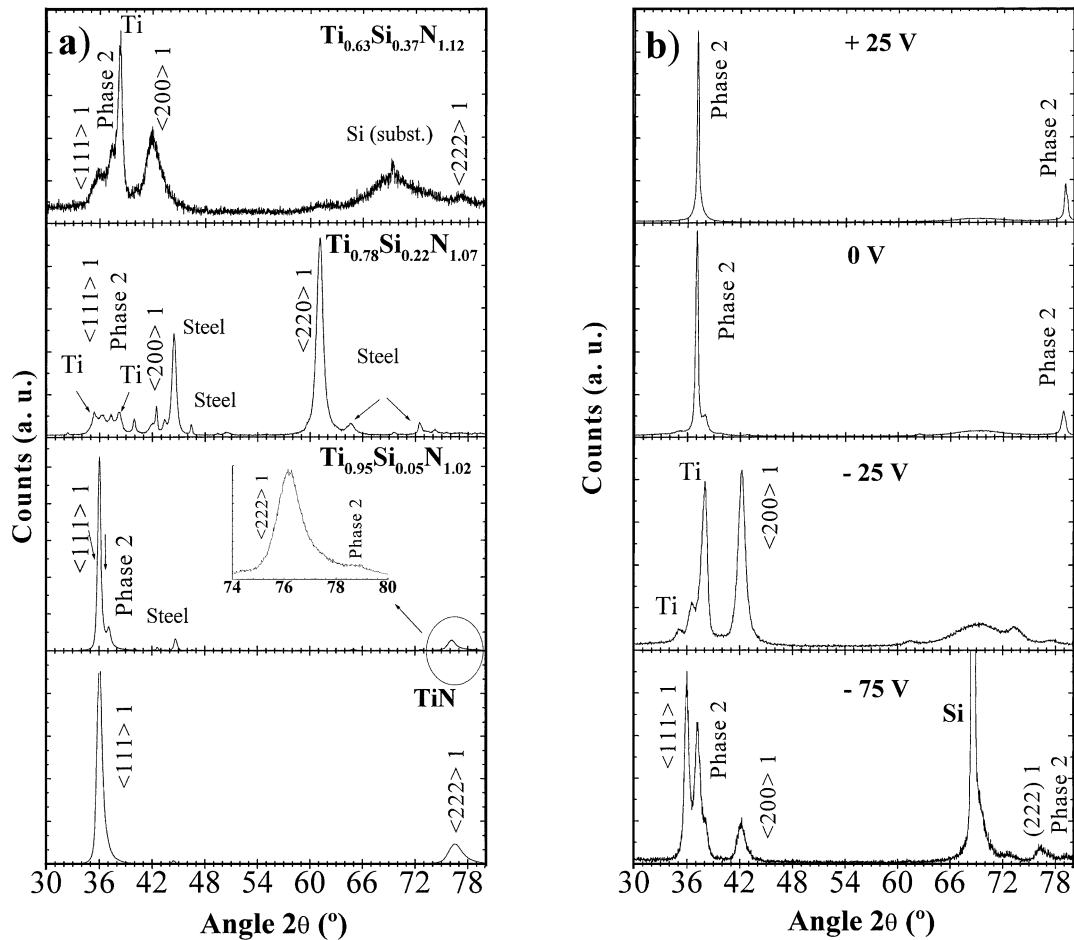 a)
Ti0.63Si0.37N1.12
<111> 1
Phase 2
Ti
<200> 1
Si (subst.)
<222> 1
Ti0.78Si0.22N1.07
Ti
<111> 1
Phase 2
Ti
<200> 1
Steel
Steel
<220> 1
Steel
Ti0.95Si0.05N1.02
<111> 1
Phase 2
Steel
<222> 1
Phase 2
74 76 78 80
TiN
<111> 1
<222> 1
30 36 42 48 54 60 66 72 78
Angle 2θ (º)
Counts (a. u.)
b)
+ 25 V
Phase 2
Phase 2
0 V
Phase 2
Phase 2
- 25 V
Ti
Ti
<200> 1
- 75 V
<111> 1
Phase 2
<200> 1
Si
(222) 1
Phase 2
30 36 42 48 54 60 66 72 78
Angle 2θ (º)
Counts (a. u.)